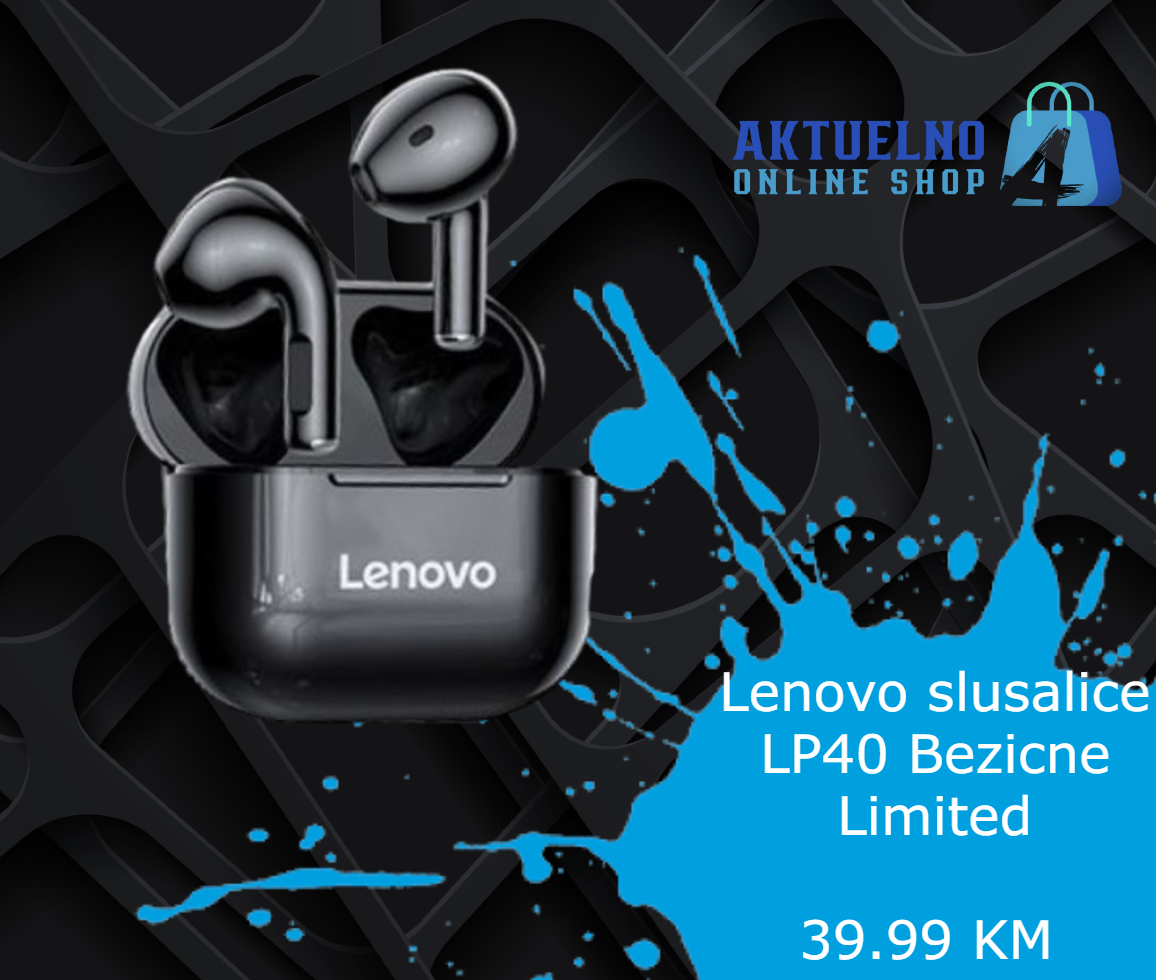 AKTUELNO
ONLINE SHOP
Lenovo
Lenovo slusalice
LP40 Bezicne
Limited
39.99 KM